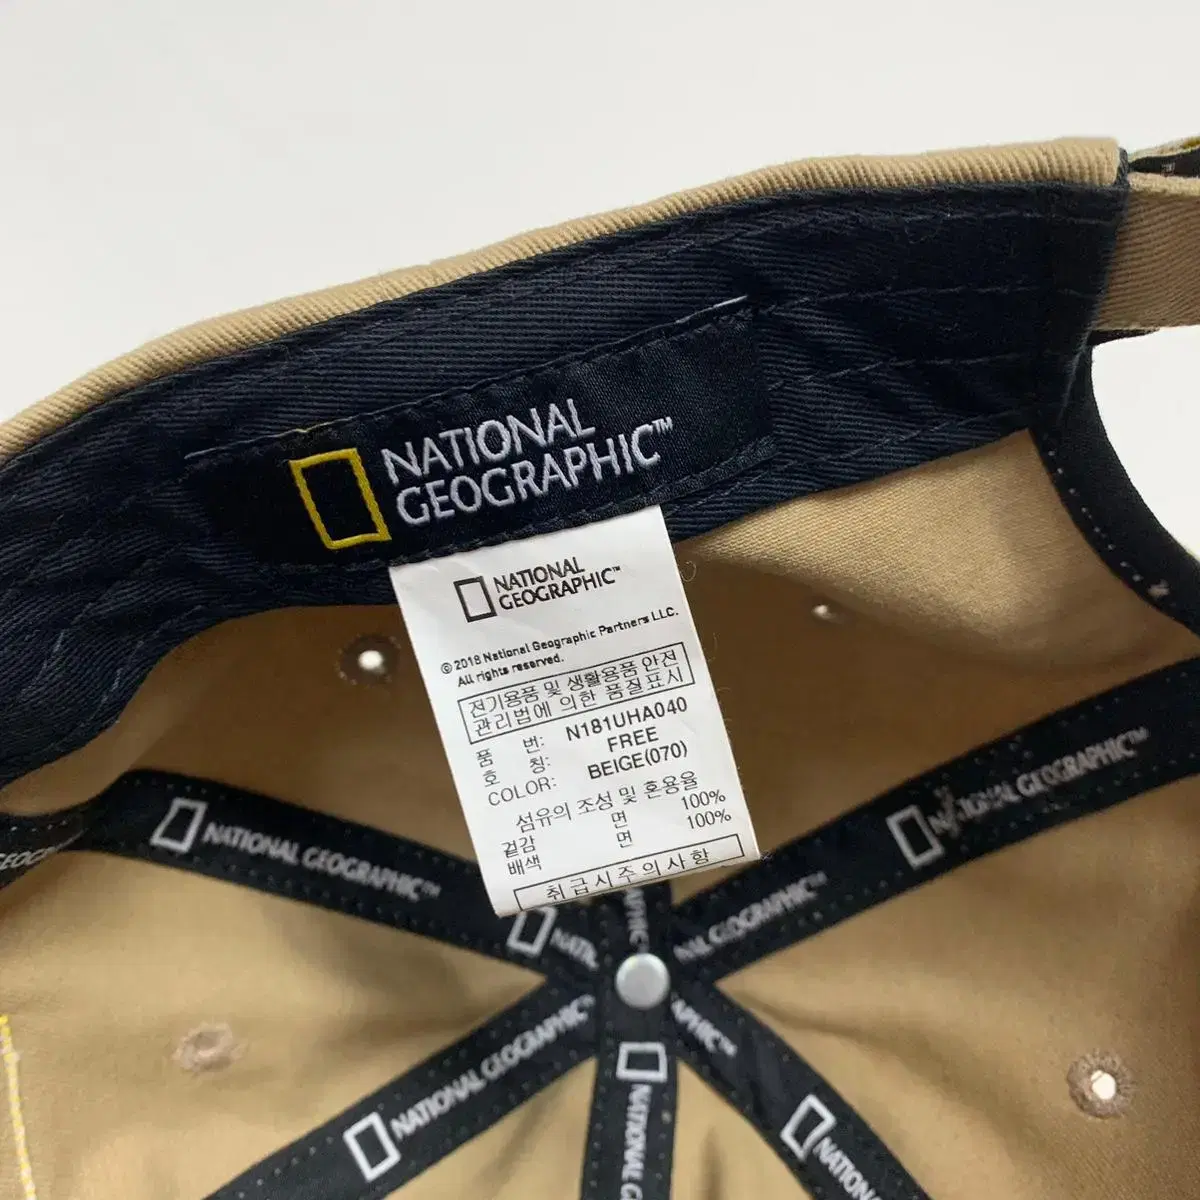 NATIONAL
GEOGRAPHIC™
NATIONAL
GEOGRAPHIC™
©2018 National Geographic Partners LLC.
All rights reserved.
전기용품 및 생활용품 안전
관리법에 의한 품질표시
품 번: N181UHA040
호 칭: FREE
COLOR: BEIGE(070)
섬유의 조성 및 혼용율
겉감 면 100%
배색 면 100%
취급시주의사항
NATIONAL GEOGRAPHIC™
NATIONAL GEOGRAPHIC™
NATIONAL GEOGRAPHIC™
NATIONAL GEOGRAPHIC™
NATIONAL
NATIONAL